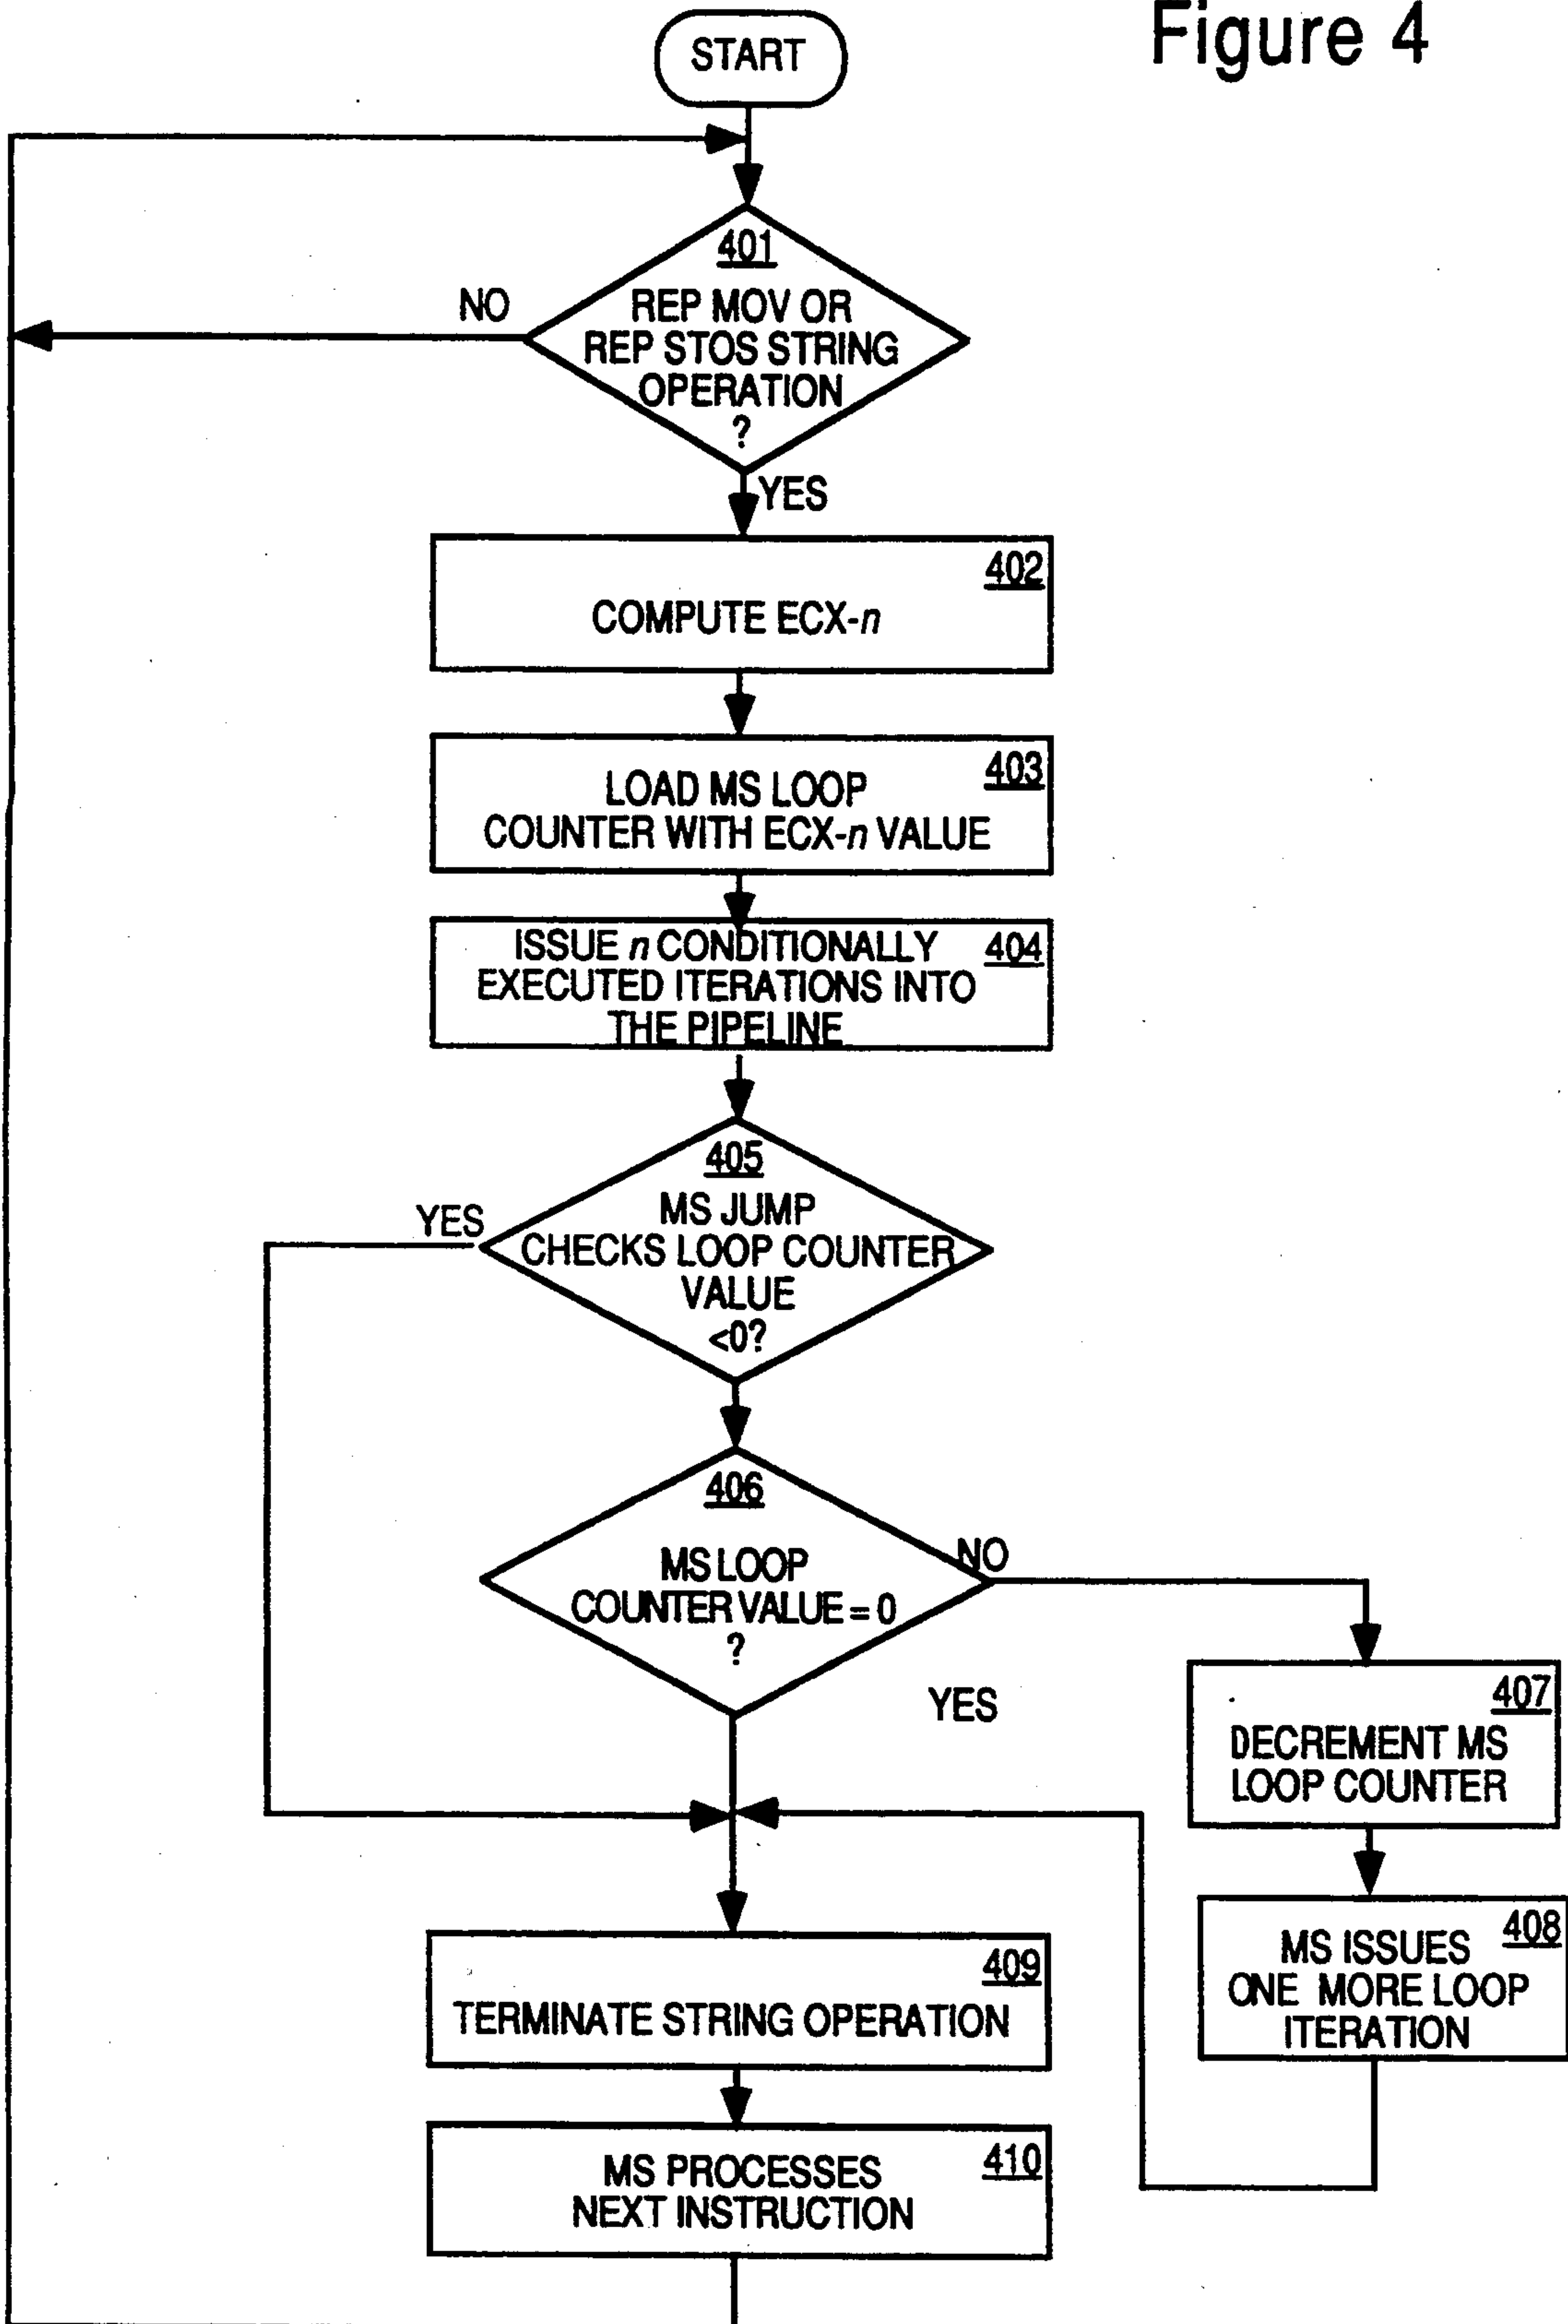 Figure 4
START
401
REP MOV OR
REP STOS STRING
OPERATION
?
NO
YES
402
COMPUTE ECX-n
403
LOAD MS LOOP
COUNTER WITH ECX-n VALUE
404
ISSUE n CONDITIONALLY
EXECUTED ITERATIONS INTO
THE PIPELINE
405
MS JUMP
CHECKS LOOP COUNTER
VALUE
<0?
YES
406
MS LOOP
COUNTER VALUE = 0
?
NO
YES
407
DECREMENT MS
LOOP COUNTER
408
MS ISSUES
ONE MORE LOOP
ITERATION
409
TERMINATE STRING OPERATION
410
MS PROCESSES
NEXT INSTRUCTION